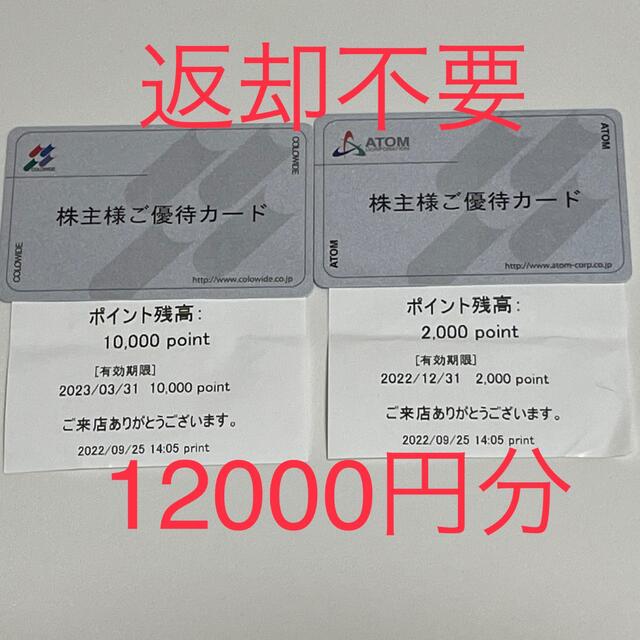 返却不要
COLOWIDE
COLOWIDE
株主様ご優待カード
COLOWIDE
http://www.colowide.co.jp
ポイント残高:
10,000 point
[有効期限]
2023/03/31 10,000 point
ご来店ありがとうございます。
2022/09/25 14:05 print
ATOM
CORPORATION
ATOM
株主様ご優待カード
ATOM
http://www.atom-corp.co.jp
ポイント残高:
2,000 point
[有効期限]
2022/12/31 2,000 point
ご来店ありがとうございます。
2022/09/25 14:05 print
12000円分